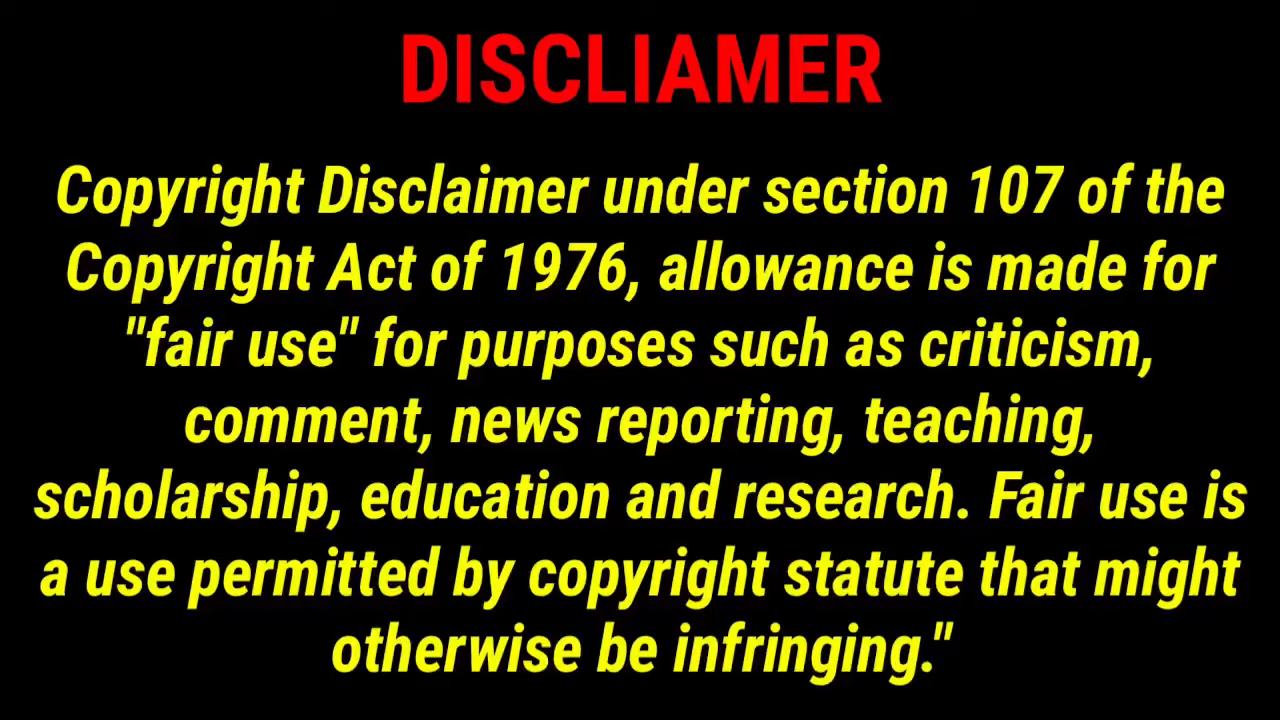 DISCLIAMER
Copyright Disclaimer under section 107 of the
Copyright Act of 1976, allowance is made for
"fair use" for purposes such as criticism,
comment, news reporting, teaching,
scholarship, education and research. Fair use is
a use permitted by copyright statute that might
otherwise be infringing."